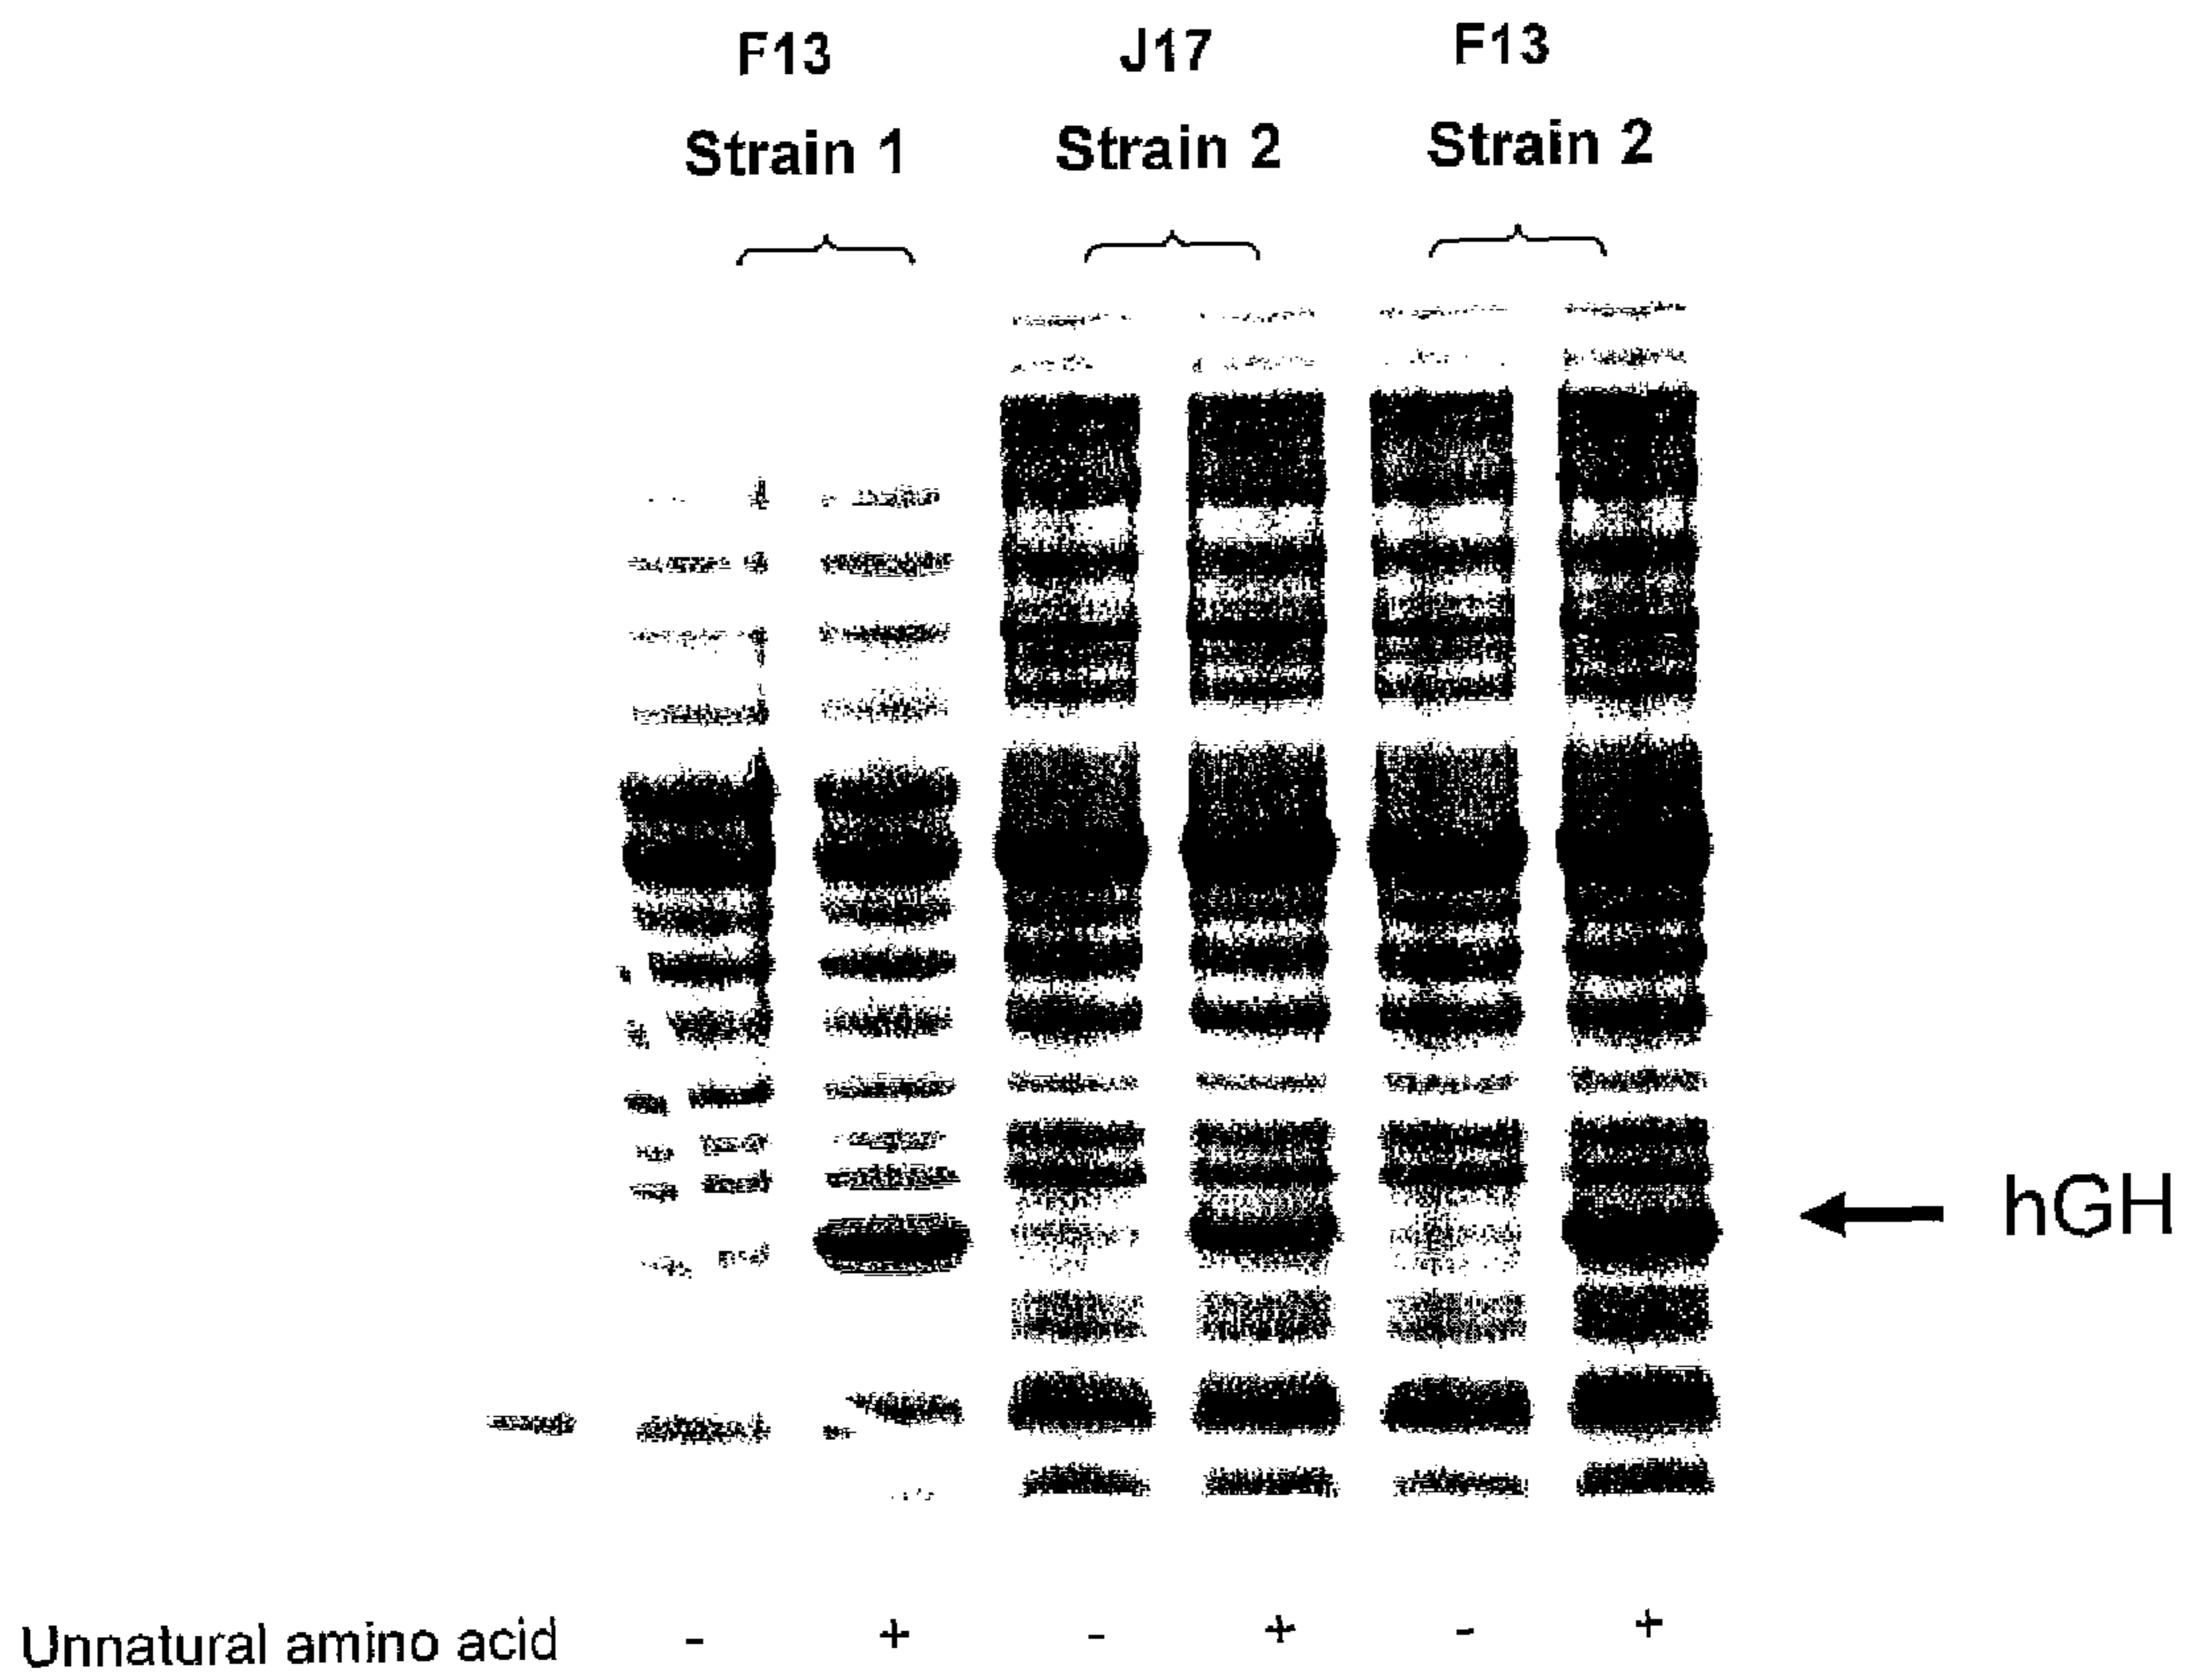 F13 J17 F13
Strain 1 Strain 2 Strain 2
hGH
Unnatural amino acid - + - + - +